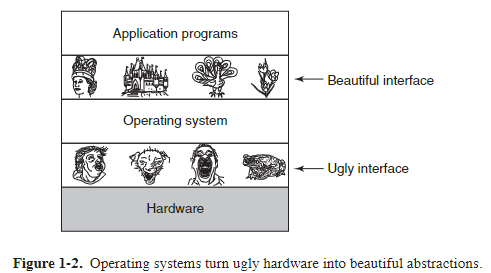 Application programs
Beautiful interface
Operating system
Ugly interface
Hardware
Figure 1-2. Operating systems turn ugly hardware into beautiful abstractions.